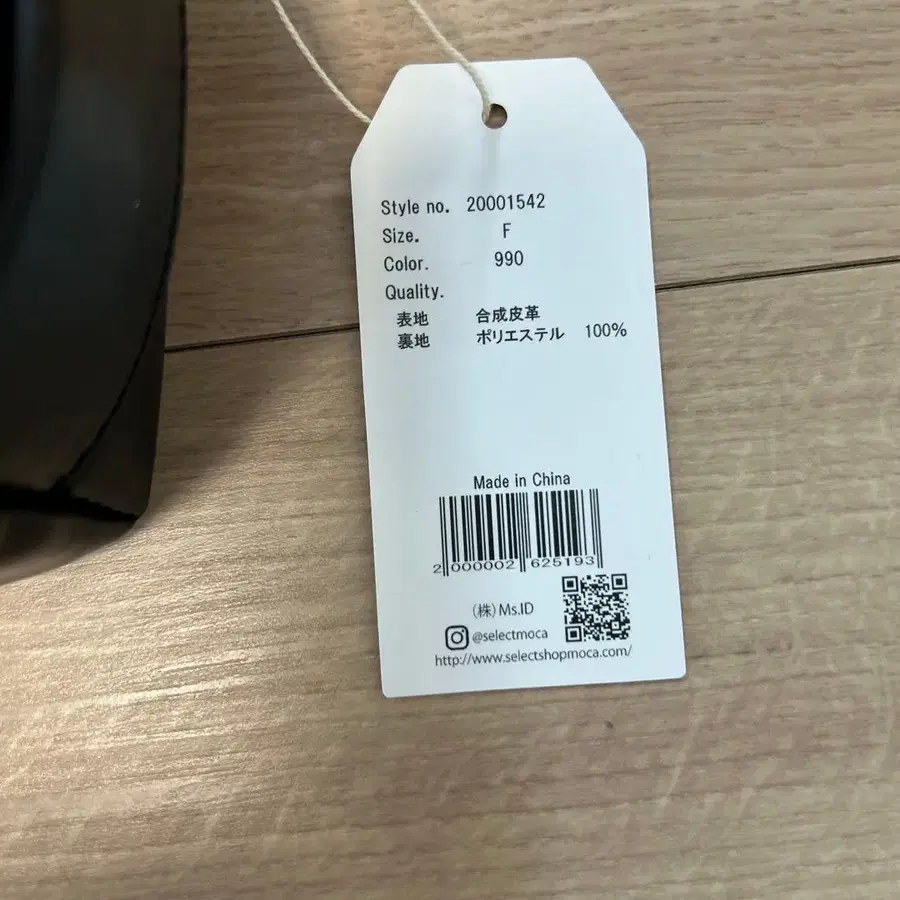 Style no. 20001542
Size. F
Color. 990
Quality.
表地 合成皮革
裏地 ポリエステル 100%
Made in China
2 000002 625193
(株)Ms.ID
@selectmoca
http://www.selectshopmoca.com/